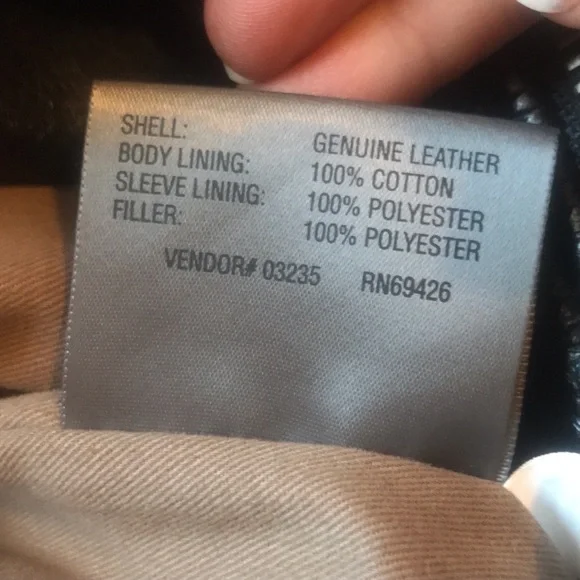 SHELL: GENUINE LEATHER
BODY LINING: 100% COTTON
SLEEVE LINING: 100% POLYESTER
FILLER: 100% POLYESTER
VENDOR# 03235 RN69426